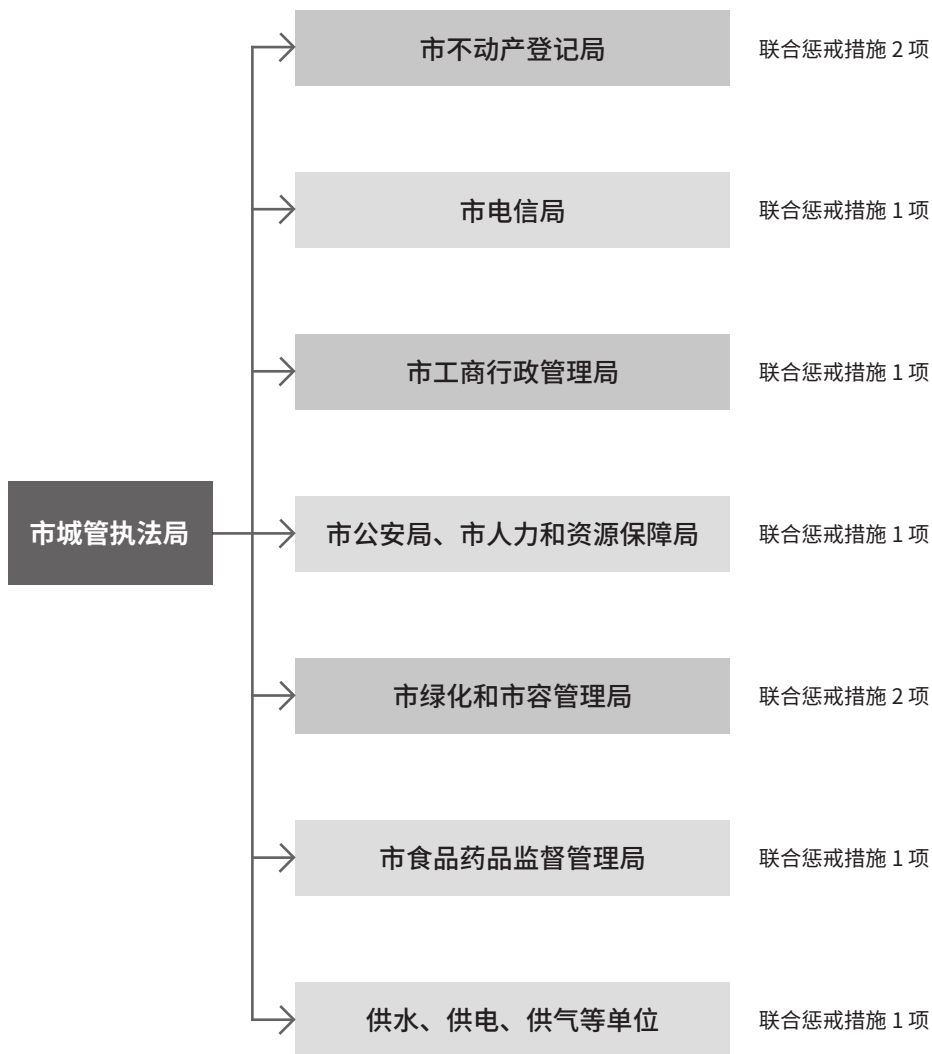 市不动产登记局 联合惩戒措施 2 项
市电信局 联合惩戒措施 1 项
市工商行政管理局 联合惩戒措施 1 项
市城管执法局
市公安局、市人力和资源保障局 联合惩戒措施 1 项
市绿化和市容管理局 联合惩戒措施 2 项
市食品药品监督管理局 联合惩戒措施 1 项
供水、供电、供气等单位 联合惩戒措施 1 项